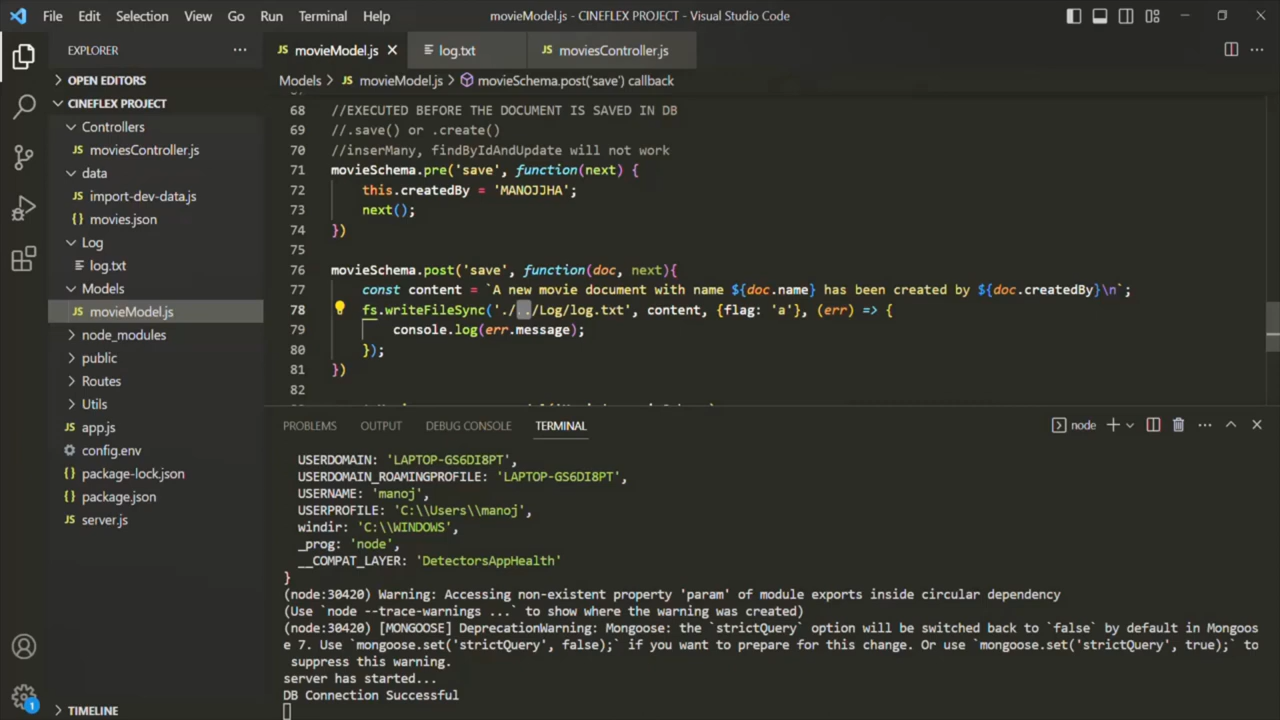 File Edit Selection View Go Run Terminal Help movieModel.js - CINEFLEX PROJECT - Visual Studio Code
EXPLORER
OPEN EDITORS
CINEFLEX PROJECT
Controllers
moviesController.js
data
import-dev-data.js
movies.json
Log
log.txt
Models
movieModel.js
node_modules
public
Routes
Utils
app.js
config.env
package-lock.json
package.json
server.js
TIMELINE
1
movieModel.js log.txt moviesController.js
Models > movieModel.js > movieSchema.post('save') callback
68 //EXECUTED BEFORE THE DOCUMENT IS SAVED IN DB
69 //.save() or .create()
70 //inserMany, findByIdAndUpdate will not work
71 movieSchema.pre('save', function(next) {
72 this.createdBy = 'MANOJJHA';
73 next();
74 })
75
76 movieSchema.post('save', function(doc, next){
77 const content = `A new movie document with name ${doc.name} has been created by ${doc.createdBy}\n`;
78 fs.writeFileSync('./../Log/log.txt', content, {flag: 'a'}, (err) => {
79 console.log(err.message);
80 });
81 })
82
PROBLEMS OUTPUT DEBUG CONSOLE TERMINAL node
USERDOMAIN: 'LAPTOP-GS6DI8PT',
USERDOMAIN_ROAMINGPROFILE: 'LAPTOP-GS6DI8PT',
USERNAME: 'manoj',
USERPROFILE: 'C:\\Users\\manoj',
windir: 'C:\\WINDOWS',
_prog: 'node',
__COMPAT_LAYER: 'DetectorsAppHealth'
}
(node:30420) Warning: Accessing non-existent property 'param' of module exports inside circular dependency
(Use `node --trace-warnings ...` to show where the warning was created)
(node:30420) [MONGOOSE] DeprecationWarning: Mongoose: the `strictQuery` option will be switched back to `false` by default in Mongoos
e 7. Use `mongoose.set('strictQuery', false);` if you want to prepare for this change. Or use `mongoose.set('strictQuery', true);` to
suppress this warning.
server has started...
DB Connection Successful